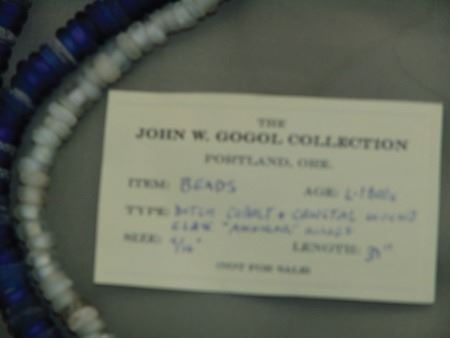 THE
JOHN W. GOGOL COLLECTION
PORTLAND, ORE.
ITEM: BEADS AGE: L-1800s
TYPE: DUTCH COBALT + CRYSTAL WOUND
GLASS
SIZE: LENGTH:
(NOT FOR SALE)